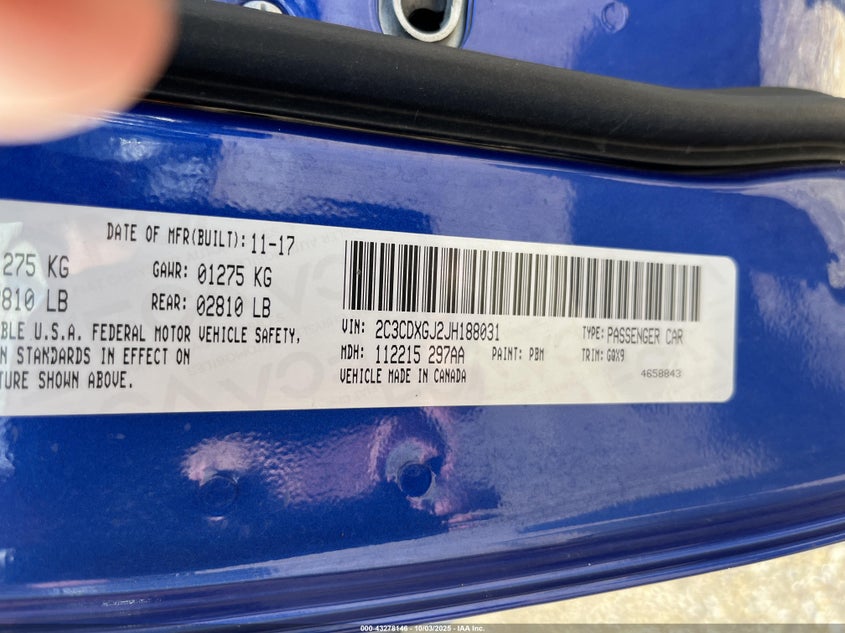 DATE OF MFR(BUILT): 11-17
275 KG GAWR: 01275 KG
810 LB REAR: 02810 LB
BLE U.S.A. FEDERAL MOTOR VEHICLE SAFETY,
N STANDARDS IN EFFECT ON
TURE SHOWN ABOVE.
VIN: 2C3CDXGJ2JH188031 TYPE: PASSENGER CAR
MDH: 112215 297AA PAINT: PBM TRIM: GQX9
VEHICLE MADE IN CANADA 4658843
000-43278146 - 10/03/2025 - IAA Inc.